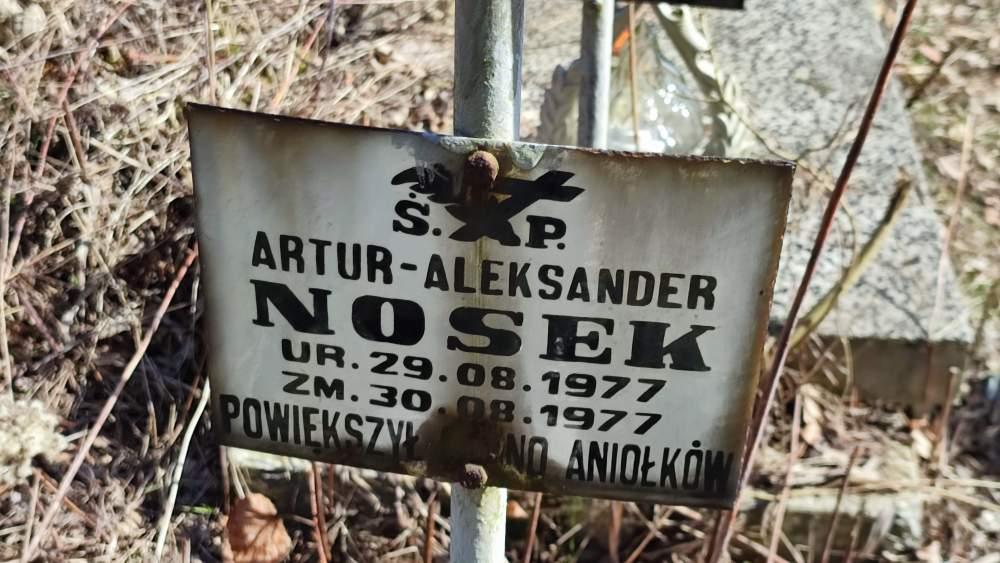 Ś. P.
ARTUR-ALEKSANDER
NOSEK
UR. 29.08.1977
ZM. 30.08.1977
POWIĘKSZYŁ ANIOŁKÓW